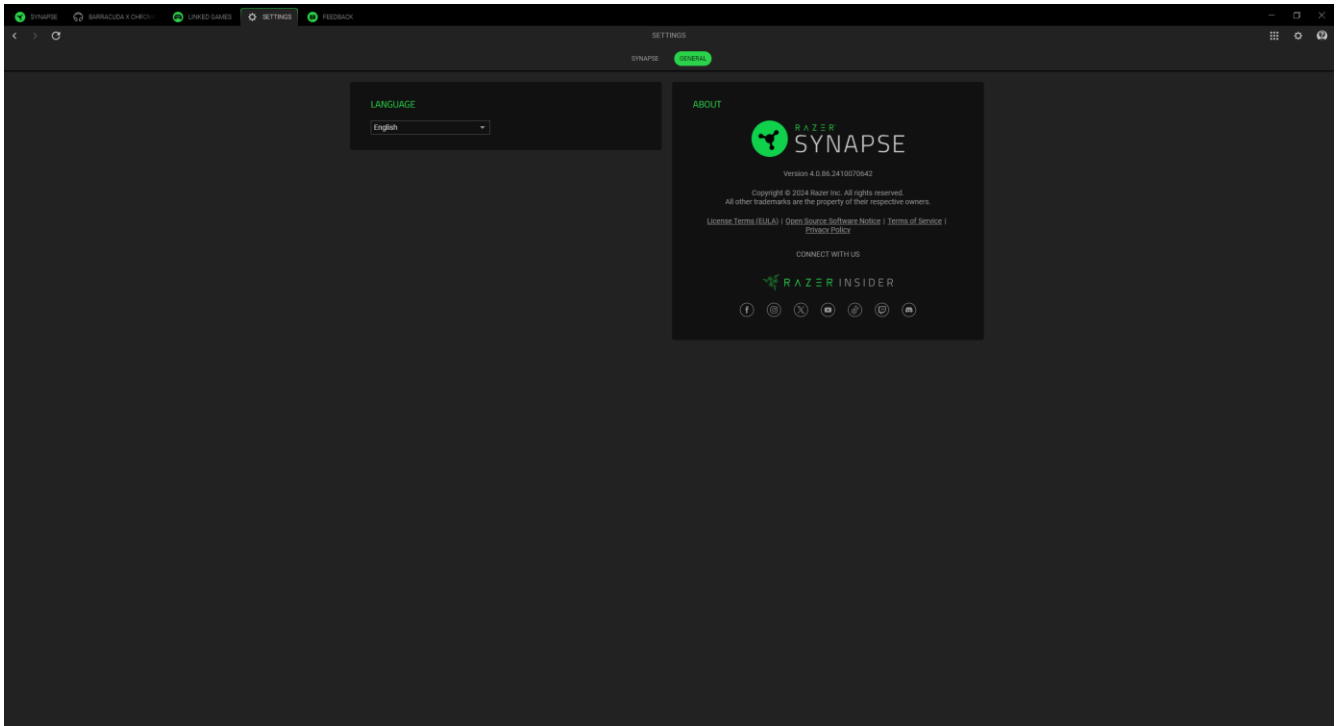 SYNAPSE
BARRACUDA X CHRO
LINKED GAMES
SETTINGS
FEEDBACK
SETTINGS
SYNAPSE
GENERAL
LANGUAGE
English
ABOUT
RAZER
SYNAPSE
Version 4.0.86.2410070642
Copyright © 2024 Razer Inc. All rights reserved.
All other trademarks are the property of their respective owners.
License Terms (EULA) | Open Source Software Notice | Terms of Service |
Privacy Policy
CONNECT WITH US
RAZER INSIDER